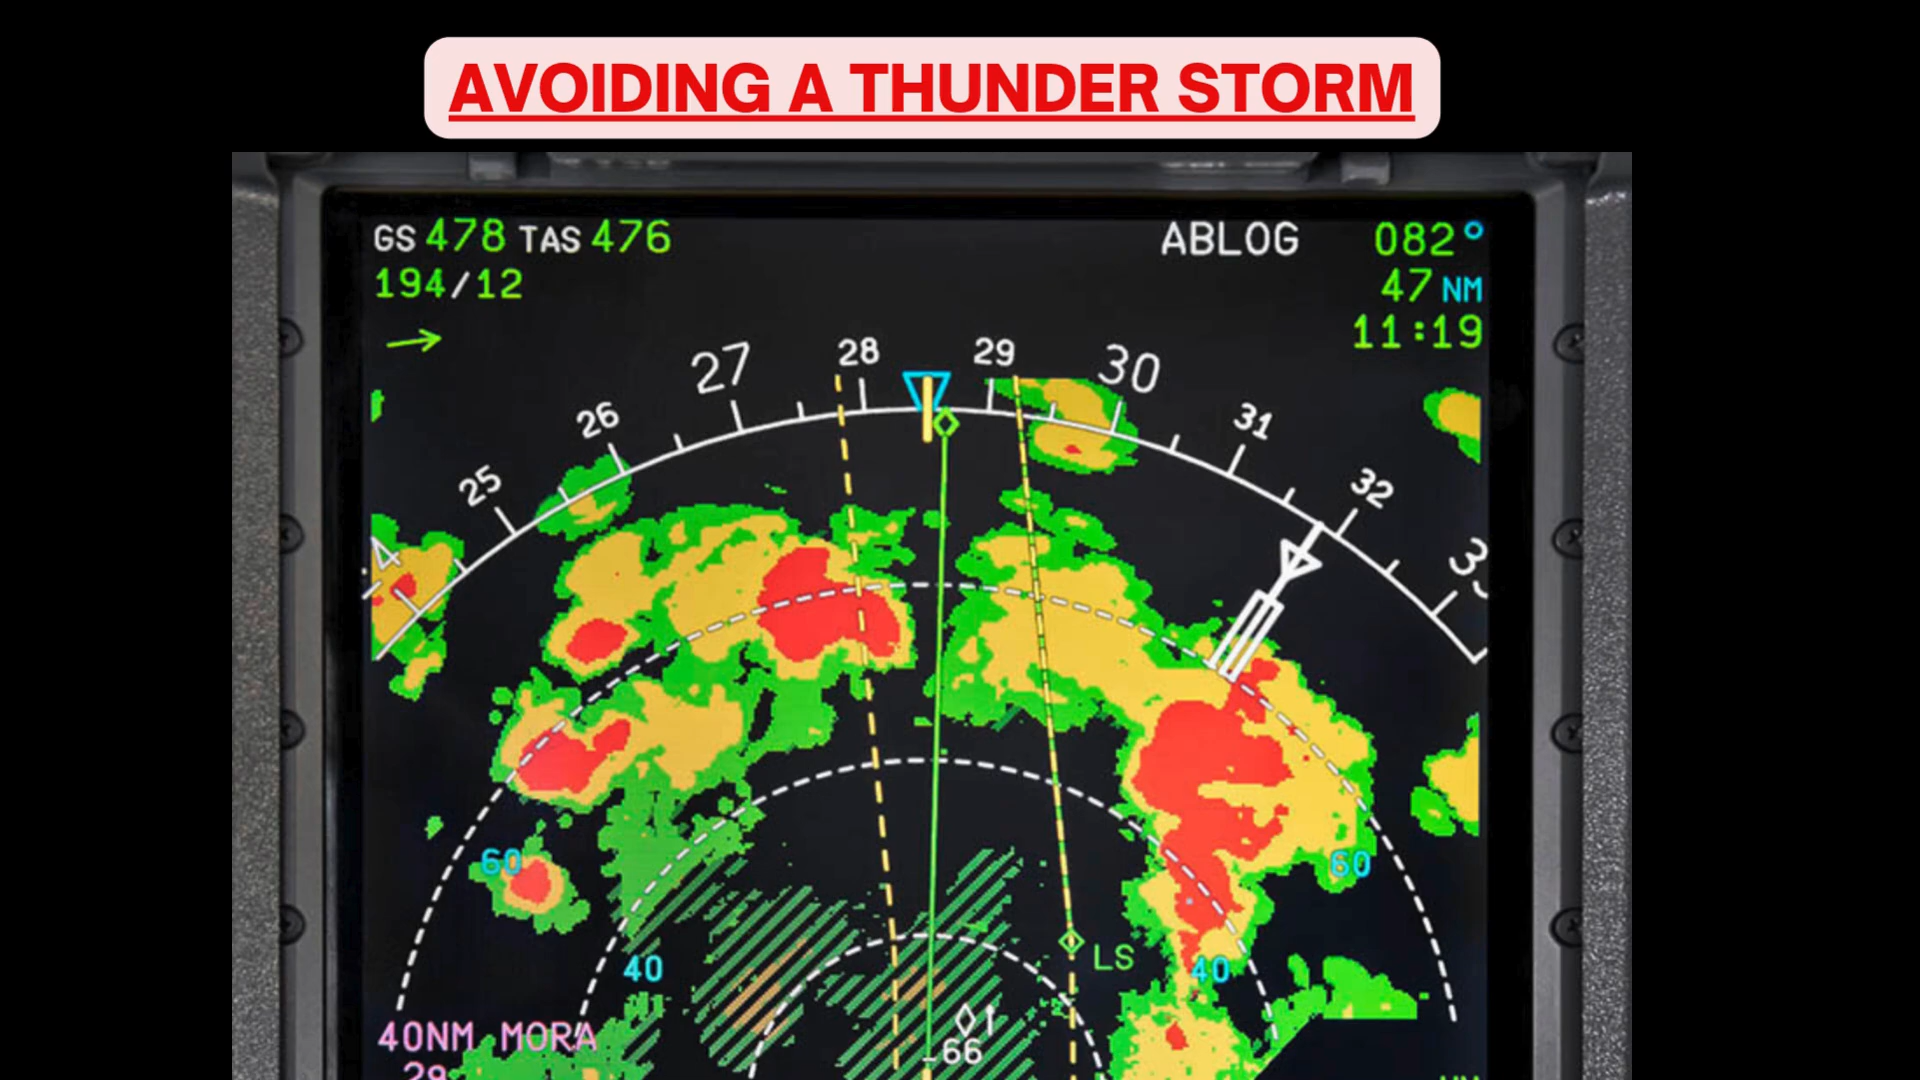 AVOIDING A THUNDER STORM
GS 478 TAS 476
ABLOG 082°
194/12
47 NM
11:19
27
28
29
30
26
31
25
32
60
60
LS
40
40
40NM MORA
-66